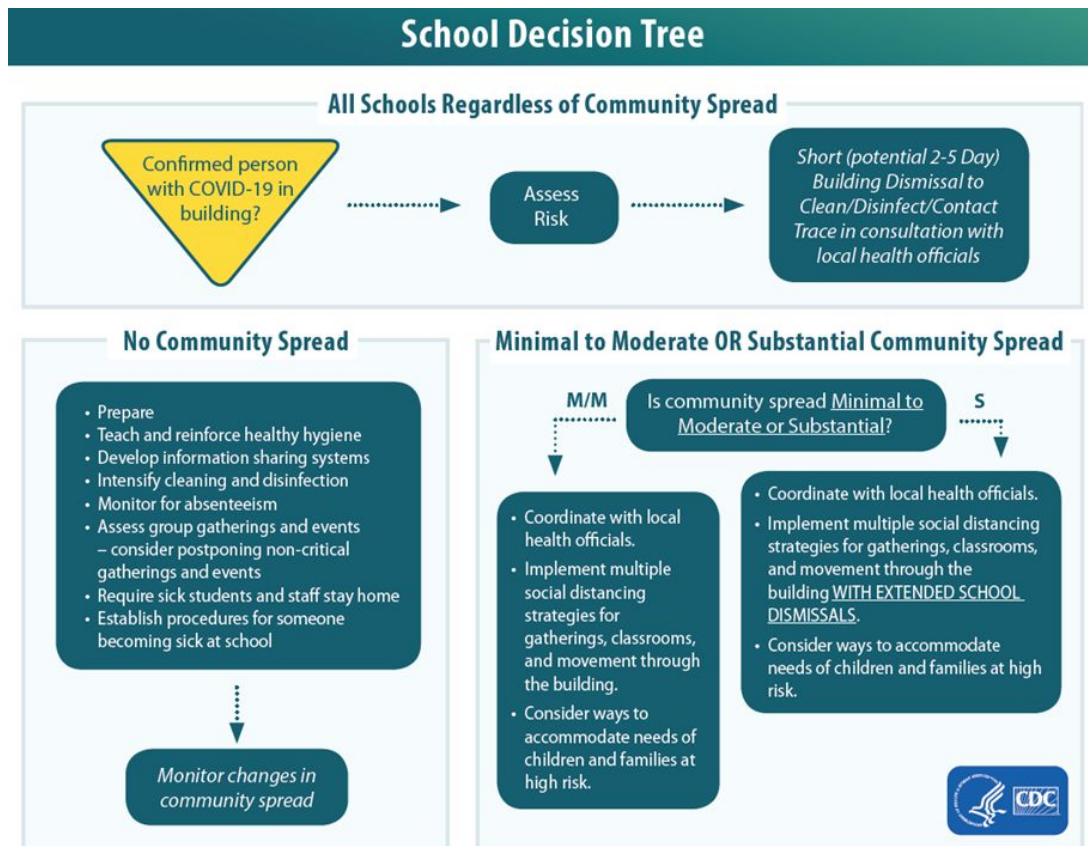 School Decision Tree
All Schools Regardless of Community Spread
Confirmed person
with COVID-19 in
building?
Assess
Risk
Short (potential 2-5 Day)
Building Dismissal to
Clean/Disinfect/Contact
Trace in consultation with
local health officials
No Community Spread
• Prepare
• Teach and reinforce healthy hygiene
• Develop information sharing systems
• Intensify cleaning and disinfection
• Monitor for absenteeism
• Assess group gatherings and events
– consider postponing non-critical
gatherings and events
• Require sick students and staff stay home
• Establish procedures for someone
becoming sick at school
Monitor changes in
community spread
Minimal to Moderate OR Substantial Community Spread
Is community spread Minimal to
Moderate or Substantial?
M/M
• Coordinate with local
health officials.
• Implement multiple
social distancing
strategies for
gatherings, classrooms,
and movement through
the building.
• Consider ways to
accommodate needs of
children and families at
high risk.
S
• Coordinate with local health officials.
• Implement multiple social distancing
strategies for gatherings, classrooms,
and movement through the
building WITH EXTENDED SCHOOL
DISMISSALS.
• Consider ways to accommodate
needs of children and families at high
risk.
CDC